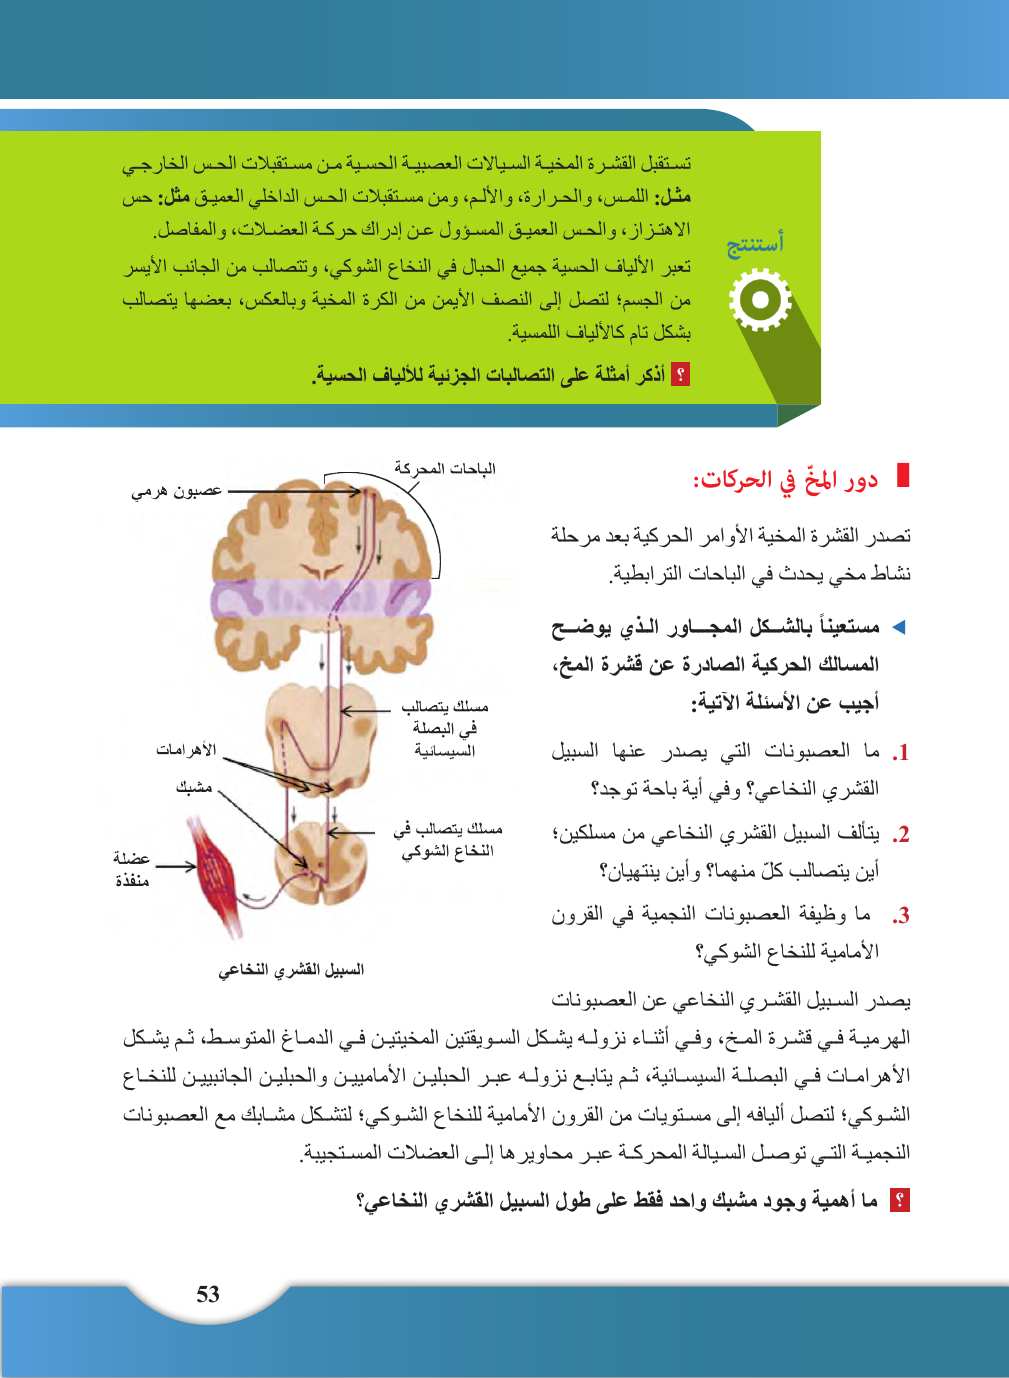 تستقبل القشرة المخية السيالات العصبية الحسية من مستقبلات الحس الخارجي
مثل: اللمس، والحرارة، والألم، ومن مستقبلات الحس الداخلي العميق مثل: حس
الاهتزاز، والحس العميق المسؤول عن إدراك حركة العضلات، والمفاصل.
أستنتج
تعبر الألياف الحسية جميع الحبال في النخاع الشوكي، وتتصالب من الجانب الأيسر
من الجسم؛ لتصل إلى النصف الأيمن من الكرة المخية وبالعكس، بعضها يتصالب
بشكل تام كالألياف اللمسية.
؟ أذكر أمثلة على التصالبات الجزئية للألياف الحسية.
دور المخّ في الحركات:
تصدر القشرة المخية الأوامر الحركية بعد مرحلة
نشاط مخي يحدث في الباحات الترابطية.
مستعيناً بالشكل المجاور الذي يوضح
المسالك الحركية الصادرة عن قشرة المخ،
أجيب عن الأسئلة الآتية:
1. ما العصبونات التي يصدر عنها السبيل
القشري النخاعي؟ وفي أية باحة توجد؟
2. يتألف السبيل القشري النخاعي من مسلكين؛
أين يتصالب كلّ منهما؟ وأين ينتهيان؟
3. ما وظيفة العصبونات النجمية في القرون
الأمامية للنخاع الشوكي؟
الباحات المحركة
عصبون هرمي
مسلك يتصالب
في البصلة
السيسائية
الأهرامات
مشبك
مسلك يتصالب في
النخاع الشوكي
عضلة
منفذة
السبيل القشري النخاعي
يصدر السبيل القشري النخاعي عن العصبونات
الهرمية في قشرة المخ، وفي أثناء نزوله يشكل السويقتين المخيتين في الدماغ المتوسط، ثم يشكل
الأهرامات في البصلة السيسائية، ثم يتابع نزوله عبر الحبلين الأماميين والحبلين الجانبيين للنخاع
الشوكي؛ لتصل أليافه إلى مستويات من القرون الأمامية للنخاع الشوكي؛ لتشكل مشابك مع العصبونات
النجمية التي توصل السيالة المحركة عبر محاويرها إلى العضلات المستجيبة.
؟ ما أهمية وجود مشبك واحد فقط على طول السبيل القشري النخاعي؟
53